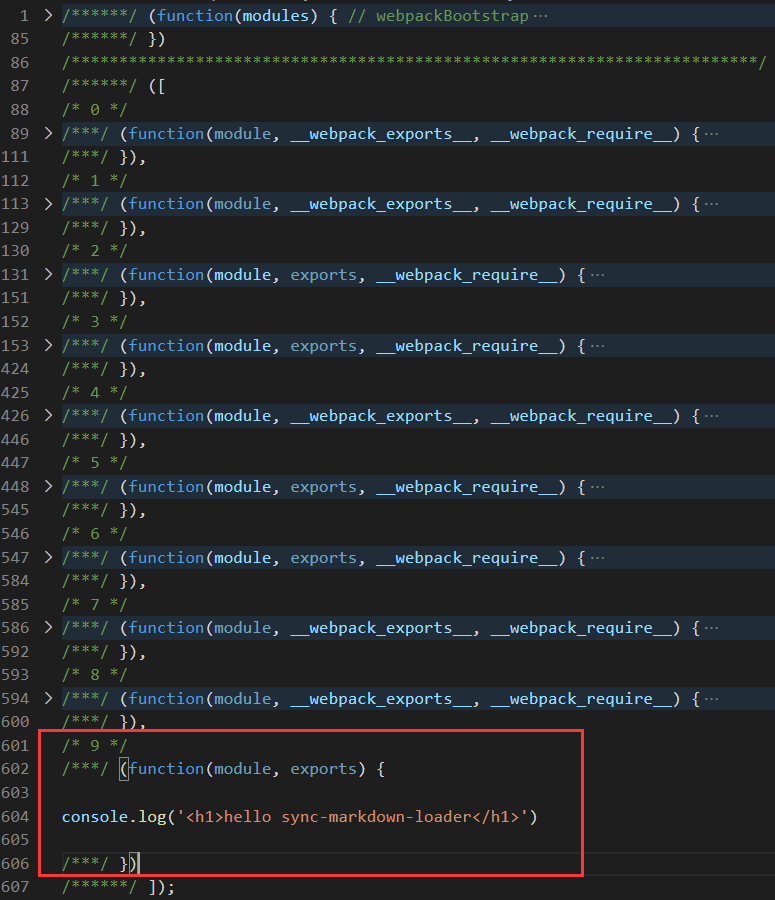 1 > /******/ (function(modules) { // webpackBootstrap ···
85 /******/ })
86 /************************************************************************/
87 /******/ ([
88 /* 0 */
89 > /***/ (function(module, __webpack_exports__, __webpack_require__) { ···
111 /***/ }),
112 /* 1 */
113 > /***/ (function(module, __webpack_exports__, __webpack_require__) { ···
129 /***/ }),
130 /* 2 */
131 > /***/ (function(module, exports, __webpack_require__) { ···
151 /***/ }),
152 /* 3 */
153 > /***/ (function(module, exports, __webpack_require__) { ···
424 /***/ }),
425 /* 4 */
426 > /***/ (function(module, __webpack_exports__, __webpack_require__) { ···
446 /***/ }),
447 /* 5 */
448 > /***/ (function(module, exports, __webpack_require__) { ···
545 /***/ }),
546 /* 6 */
547 > /***/ (function(module, exports, __webpack_require__) { ···
584 /***/ }),
585 /* 7 */
586 > /***/ (function(module, __webpack_exports__, __webpack_require__) { ···
592 /***/ }),
593 /* 8 */
594 > /***/ (function(module, __webpack_exports__, __webpack_require__) { ···
600 /***/ }),
601 /* 9 */
602 /***/ (function(module, exports) {
603
604 console.log('<h1>hello sync-markdown-loader</h1>')
605
606 /***/ })
607 /******/ ]);